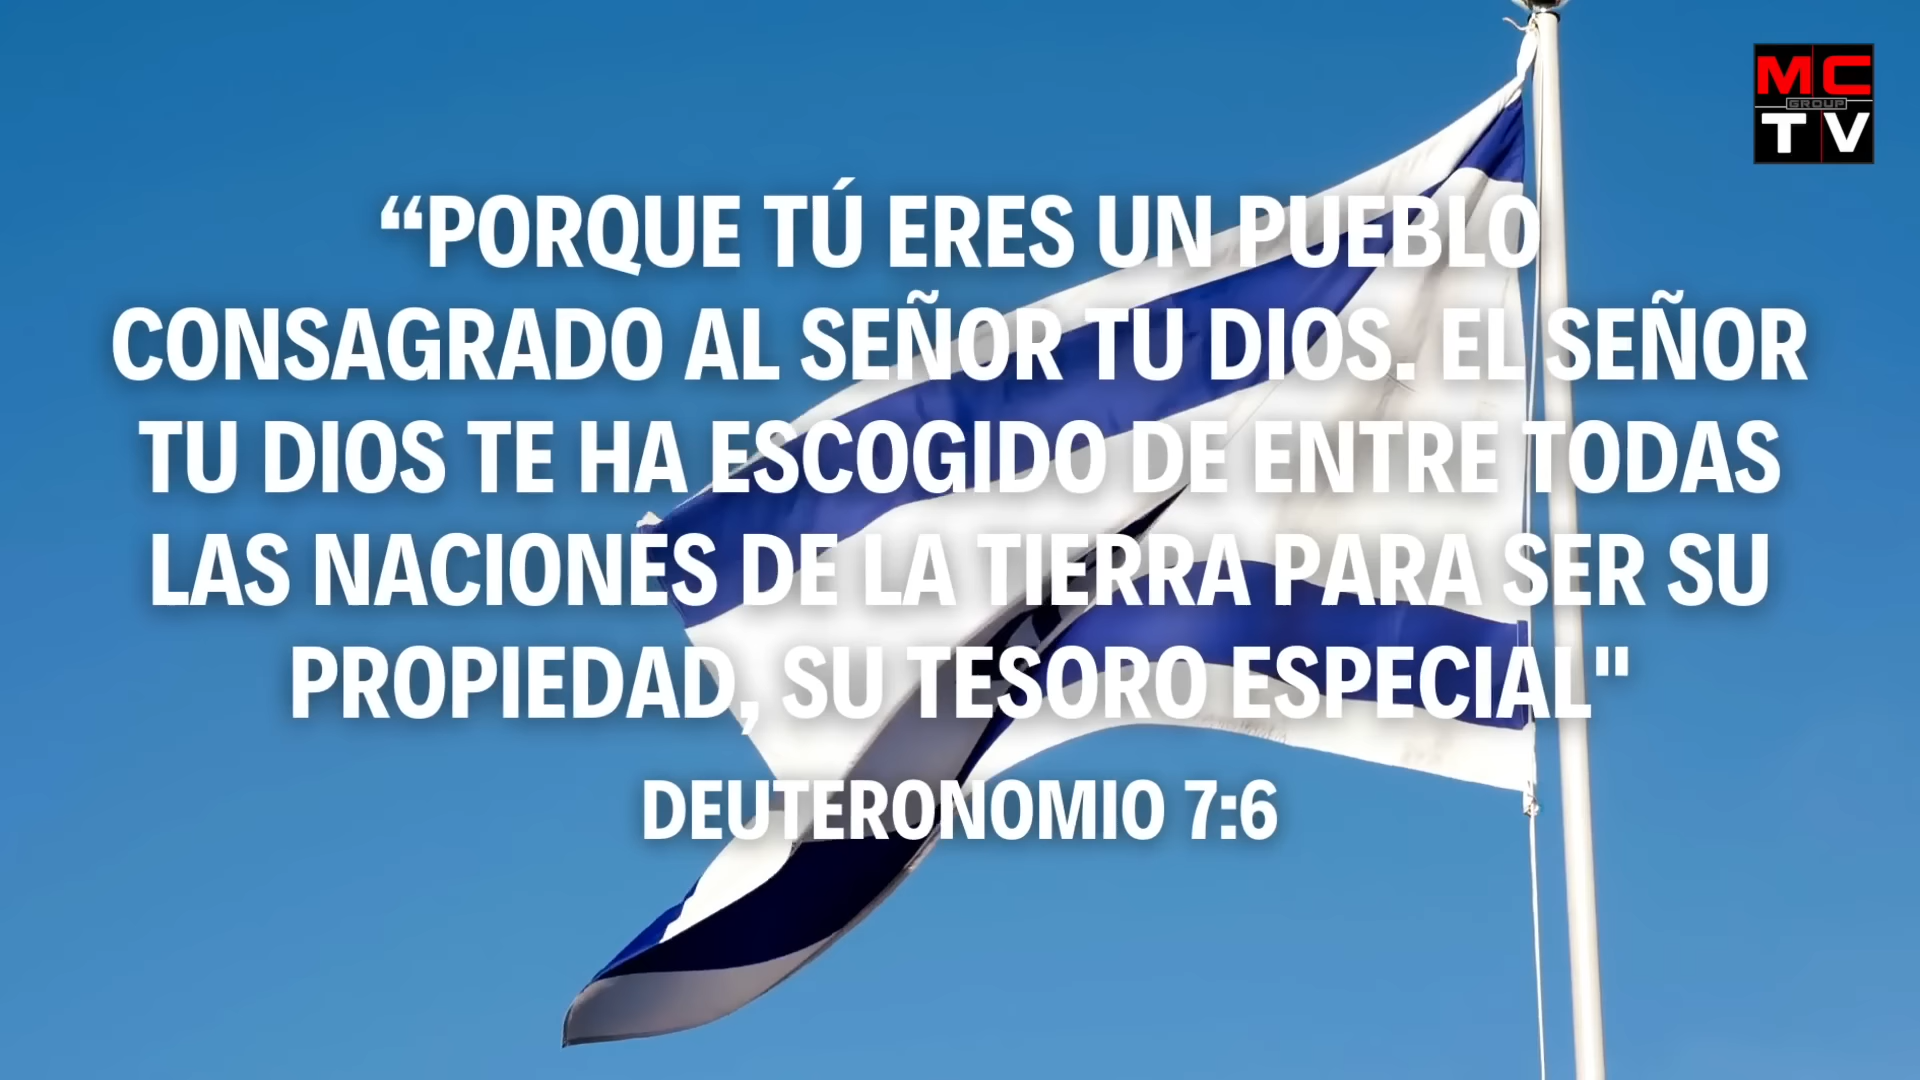 MC
GROUP
TV
“PORQUE TÚ ERES UN PUEBLO
CONSAGRADO AL SEÑOR TU DIOS. EL SEÑOR
TU DIOS TE HA ESCOGIDO DE ENTRE TODAS
LAS NACIONES DE LA TIERRA PARA SER SU
PROPIEDAD, SU TESORO ESPECIAL"
DEUTERONOMIO 7:6